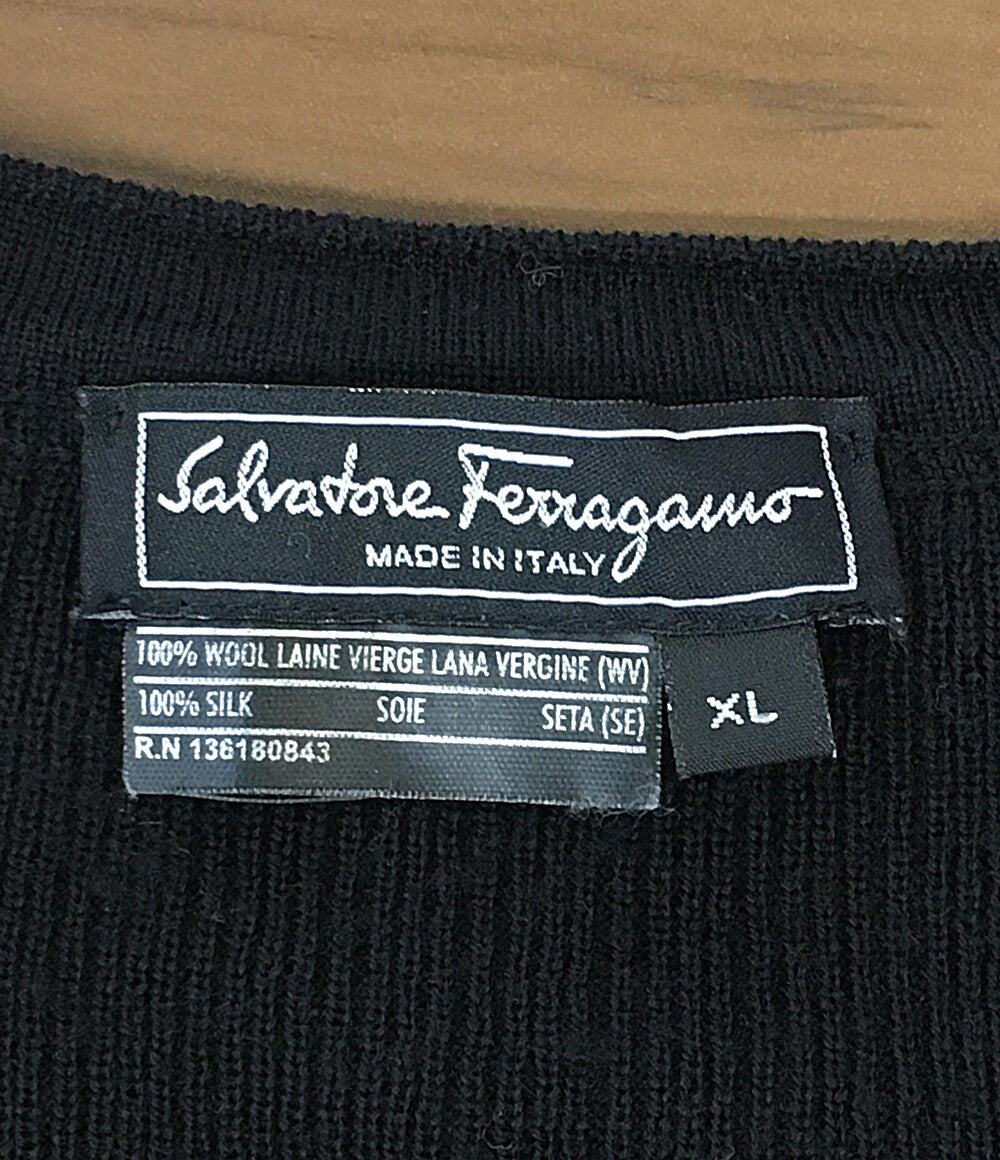 Salvatore Ferragamo
MADE IN ITALY
100% WOOL LAINE VIERGE LANA VERGINE (WV)
100% SILK SOIE SETA (SE)
R.N 136180843
XL